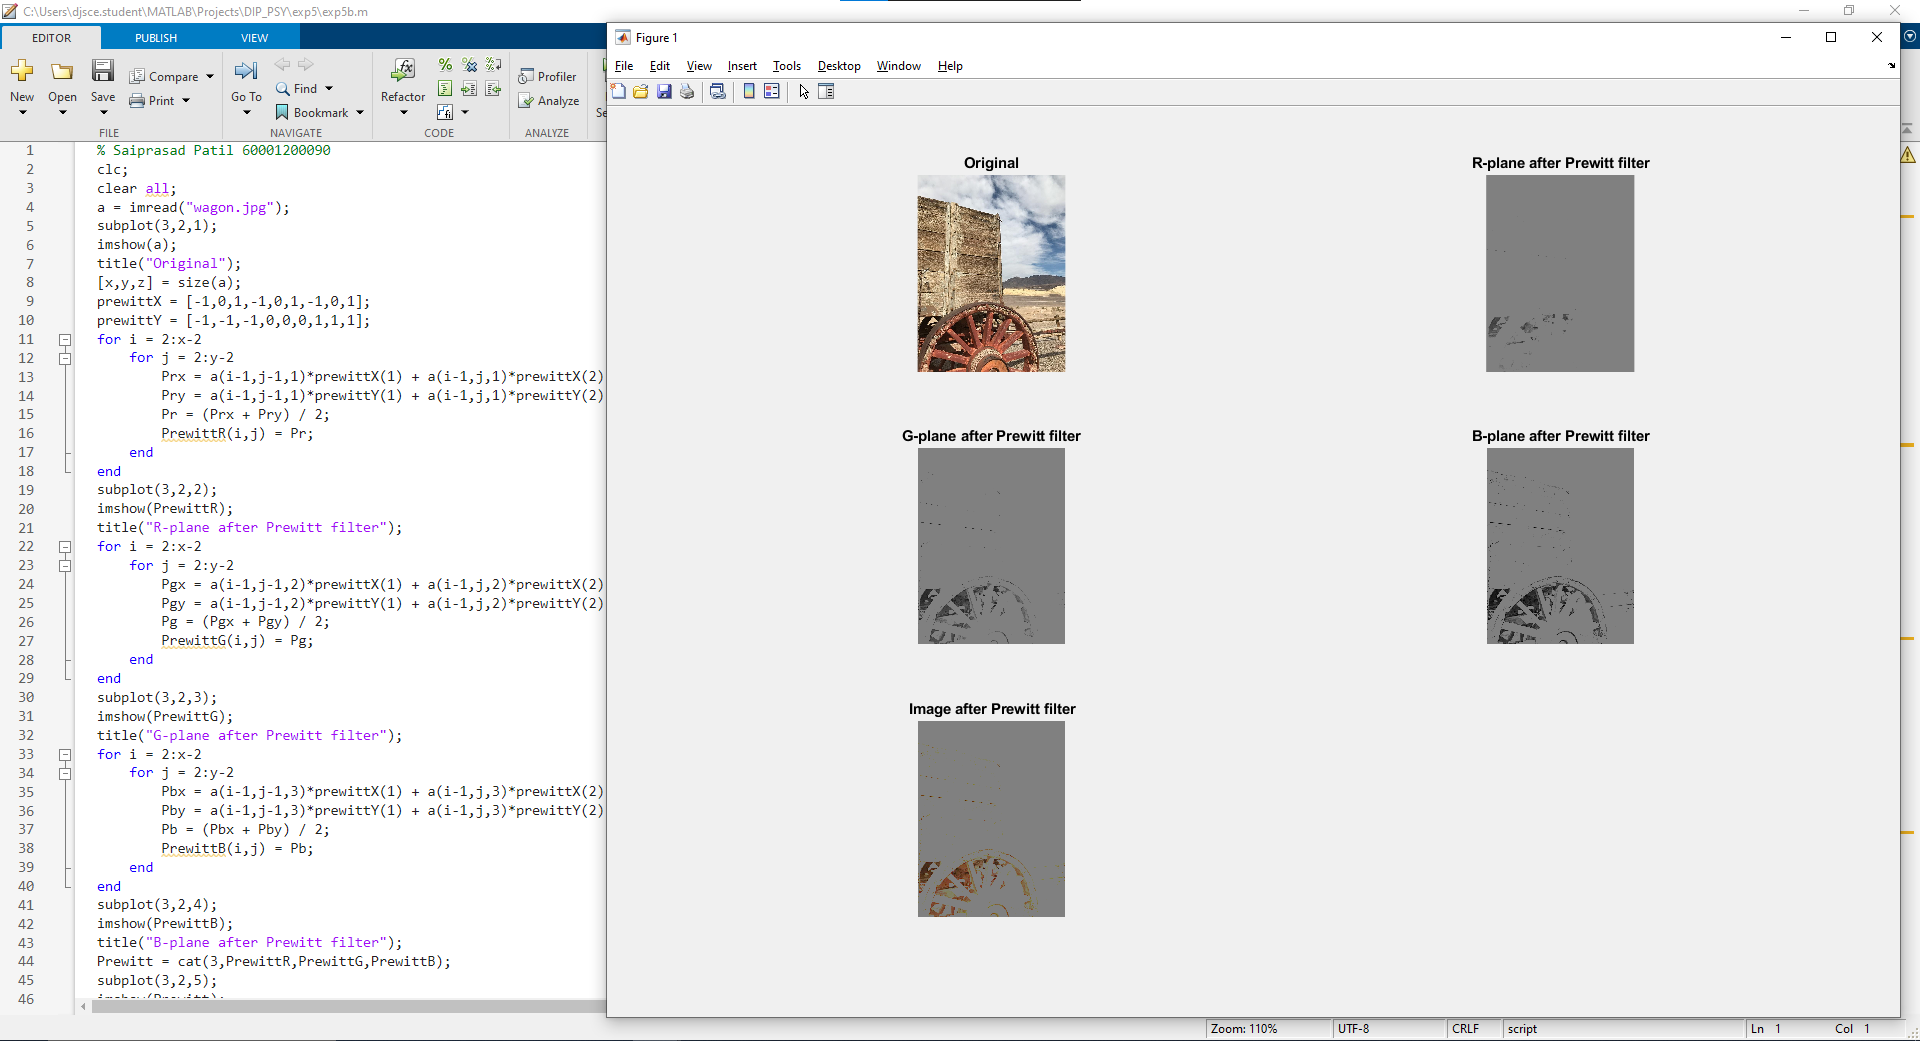 C:\Users\djsce.student\MATLAB\Projects\DIP_PSY\exp5\exp5b.m
EDITOR PUBLISH VIEW
New Open Save Compare Print
Go To Find Bookmark
Refactor
Profiler Analyze
FILE NAVIGATE CODE ANALYZE
1 % Saiprasad Patil 60001200090
2 clc;
3 clear all;
4 a = imread("wagon.jpg");
5 subplot(3,2,1);
6 imshow(a);
7 title("Original");
8 [x,y,z] = size(a);
9 prewittX = [-1,0,1,-1,0,1,-1,0,1];
10 prewittY = [-1,-1,-1,0,0,0,1,1,1];
11 for i = 2:x-2
12 for j = 2:y-2
13 Prx = a(i-1,j-1,1)*prewittX(1) + a(i-1,j,1)*prewittX(2)
14 Pry = a(i-1,j-1,1)*prewittY(1) + a(i-1,j,1)*prewittY(2)
15 Pr = (Prx + Pry) / 2;
16 PrewittR(i,j) = Pr;
17 end
18 end
19 subplot(3,2,2);
20 imshow(PrewittR);
21 title("R-plane after Prewitt filter");
22 for i = 2:x-2
23 for j = 2:y-2
24 Pgx = a(i-1,j-1,2)*prewittX(1) + a(i-1,j,2)*prewittX(2)
25 Pgy = a(i-1,j-1,2)*prewittY(1) + a(i-1,j,2)*prewittY(2)
26 Pg = (Pgx + Pgy) / 2;
27 PrewittG(i,j) = Pg;
28 end
29 end
30 subplot(3,2,3);
31 imshow(PrewittG);
32 title("G-plane after Prewitt filter");
33 for i = 2:x-2
34 for j = 2:y-2
35 Pbx = a(i-1,j-1,3)*prewittX(1) + a(i-1,j,3)*prewittX(2)
36 Pby = a(i-1,j-1,3)*prewittY(1) + a(i-1,j,3)*prewittY(2)
37 Pb = (Pbx + Pby) / 2;
38 PrewittB(i,j) = Pb;
39 end
40 end
41 subplot(3,2,4);
42 imshow(PrewittB);
43 title("B-plane after Prewitt filter");
44 Prewitt = cat(3,PrewittR,PrewittG,PrewittB);
45 subplot(3,2,5);
46
Figure 1
File Edit View Insert Tools Desktop Window Help
Original
R-plane after Prewitt filter
G-plane after Prewitt filter
B-plane after Prewitt filter
Image after Prewitt filter
Zoom: 110% UTF-8 CRLF script Ln 1 Col 1